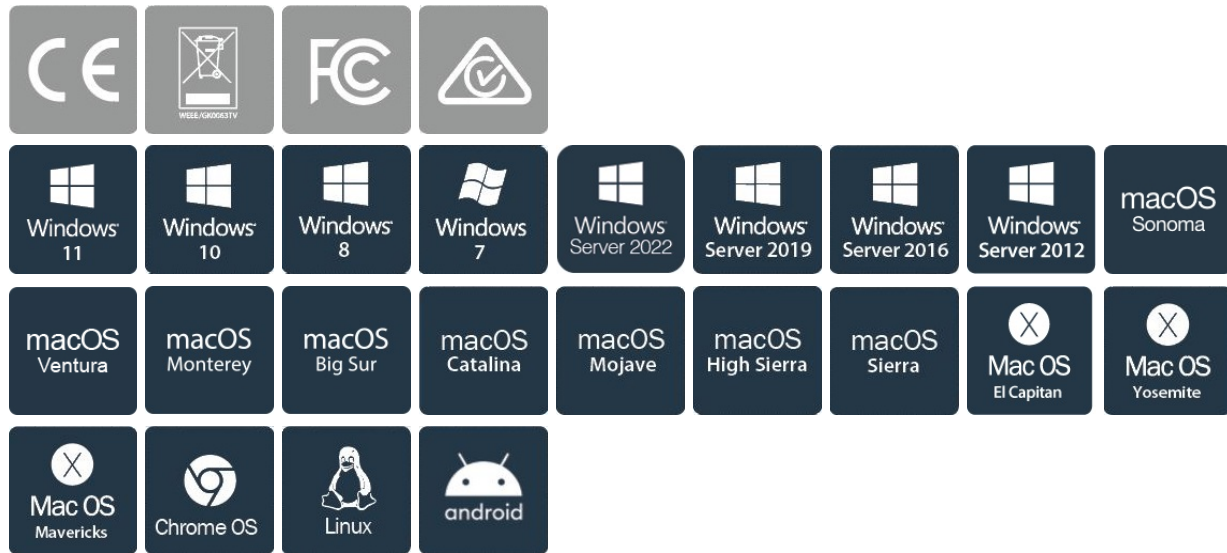 CE
WEEE/GK0063TV
FC
Windows
11
Windows
10
Windows
8
Windows
7
Windows
Server 2022
Windows
Server 2019
Windows
Server 2016
Windows
Server 2012
macOS
Sonoma
macOS
Ventura
macOS
Monterey
macOS
Big Sur
macOS
Catalina
macOS
Mojave
macOS
High Sierra
macOS
Sierra
X
Mac OS
El Capitan
X
Mac OS
Yosemite
X
Mac OS
Mavericks
Chrome OS
Linux
android